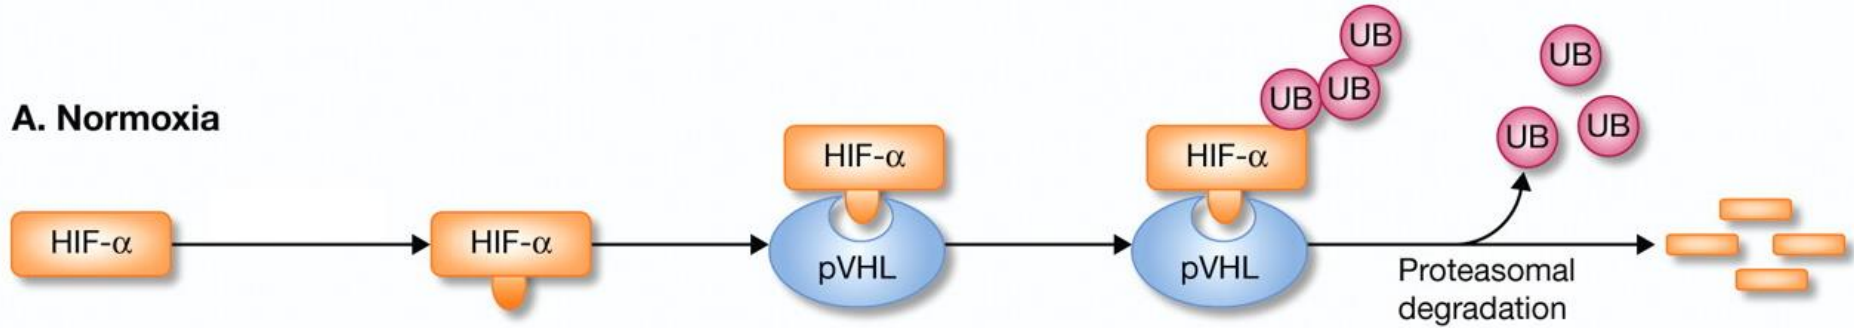 A. Normoxia
HIF-α
HIF-α
HIF-α
pVHL
HIF-α
pVHL
UB
UB
UB
UB
UB
UB
Proteasomal
degradation